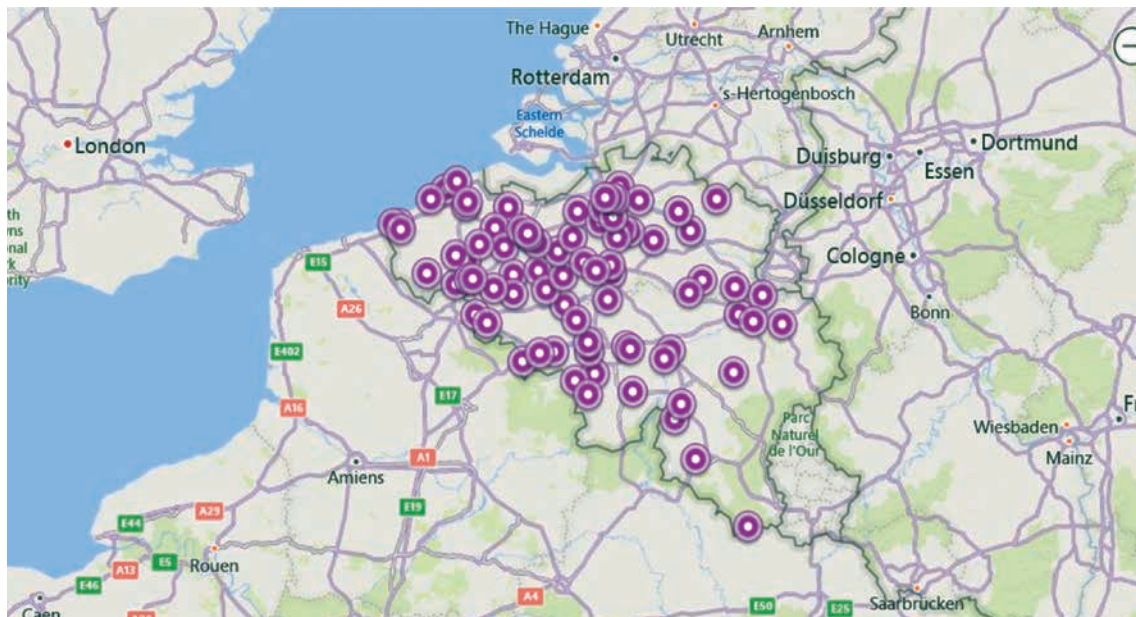 The Hague
Utrecht
Arnhem
Rotterdam
's-Hertogenbosch
Eastern
Schelde
London
Duisburg
Dortmund
Essen
Düsseldorf
Cologne
Bonn
E15
A26
E402
E17
A16
A1
Amiens
E19
A29
E44
E5
Rouen
A13
E46
Caen
A4
E50
E25
Parc
Naturel
de l'Our
Wiesbaden
Mainz
Saarbrücken